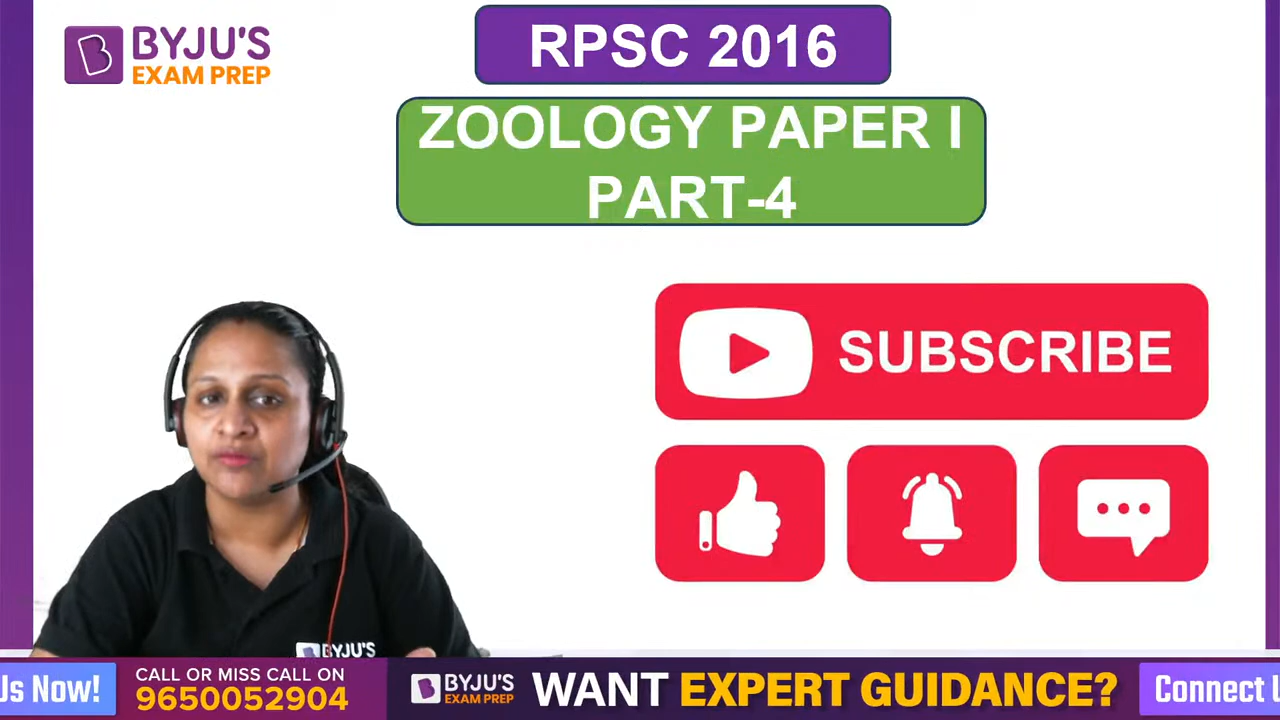 BYJU'S
EXAM PREP
RPSC 2016
ZOOLOGY PAPER I
PART-4
SUBSCRIBE
BYJU'S
Us Now!
CALL OR MISS CALL ON
9650052904
BYJU'S
EXAM PREP
WANT EXPERT GUIDANCE?
Connect U